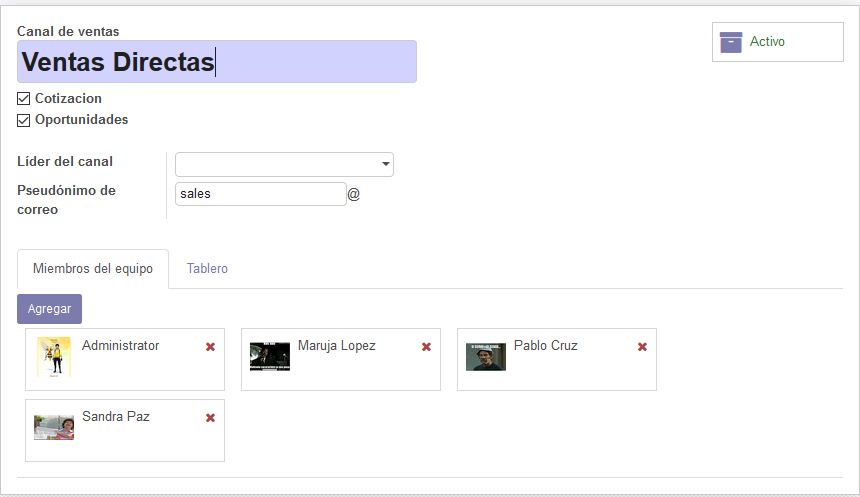 Canal de ventas
Activo
Ventas Directas
Cotizacion
Oportunidades
Líder del canal
Pseudónimo de
correo
sales
@
Miembros del equipo
Tablero
Agregar
Administrator
Maruja Lopez
Pablo Cruz
Sandra Paz